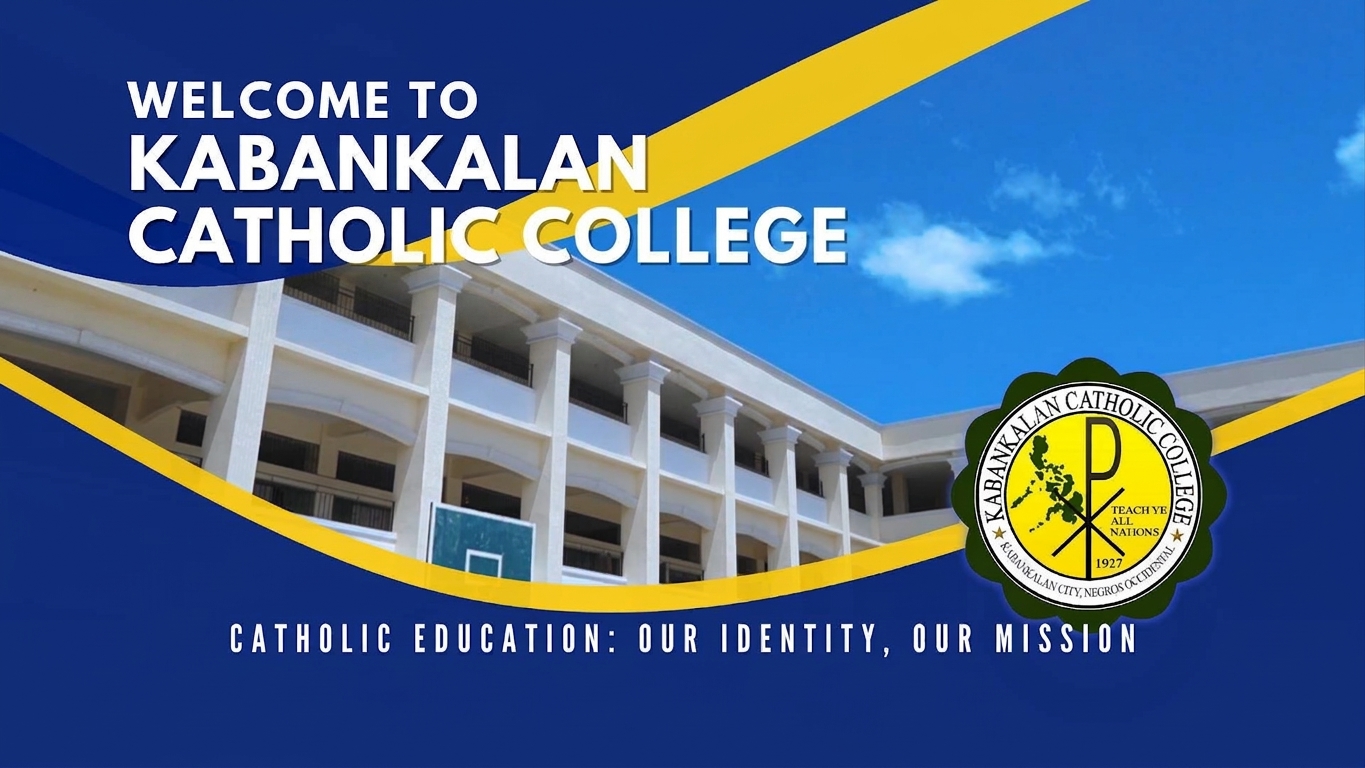 WELCOME TO
KABANKALAN
CATHOLIC COLLEGE
KABANKALAN CATHOLIC COLLEGE
TEACH YE
ALL
NATIONS
1927
KABANKALAN CITY, NEGROS OCCIDENTAL
CATHOLIC EDUCATION: OUR IDENTITY, OUR MISSION